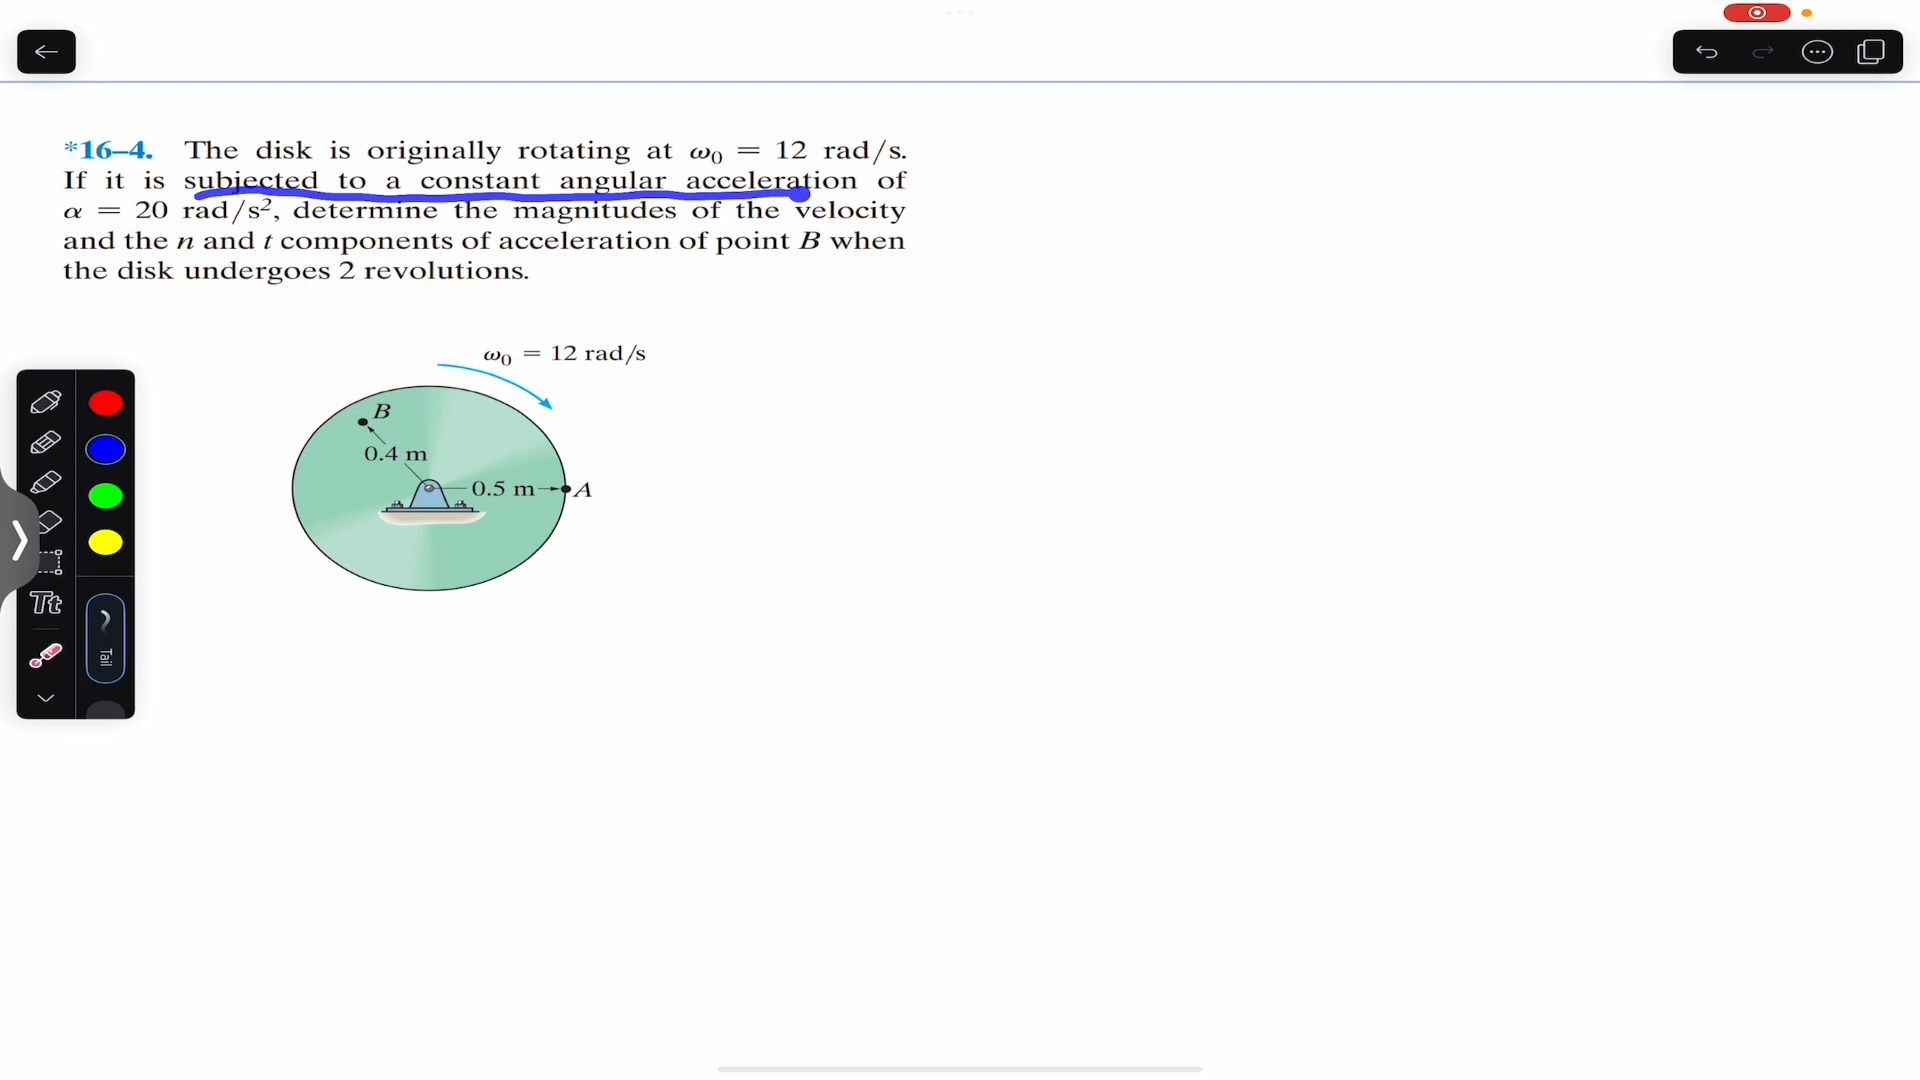 *16–4. The disk is originally rotating at ω₀ = 12 rad/s.
If it is subjected to a constant angular acceleration of
α = 20 rad/s², determine the magnitudes of the velocity
and the n and t components of acceleration of point B when
the disk undergoes 2 revolutions.
ω₀ = 12 rad/s
B
0.4 m
0.5 m
A
Tt
Tail